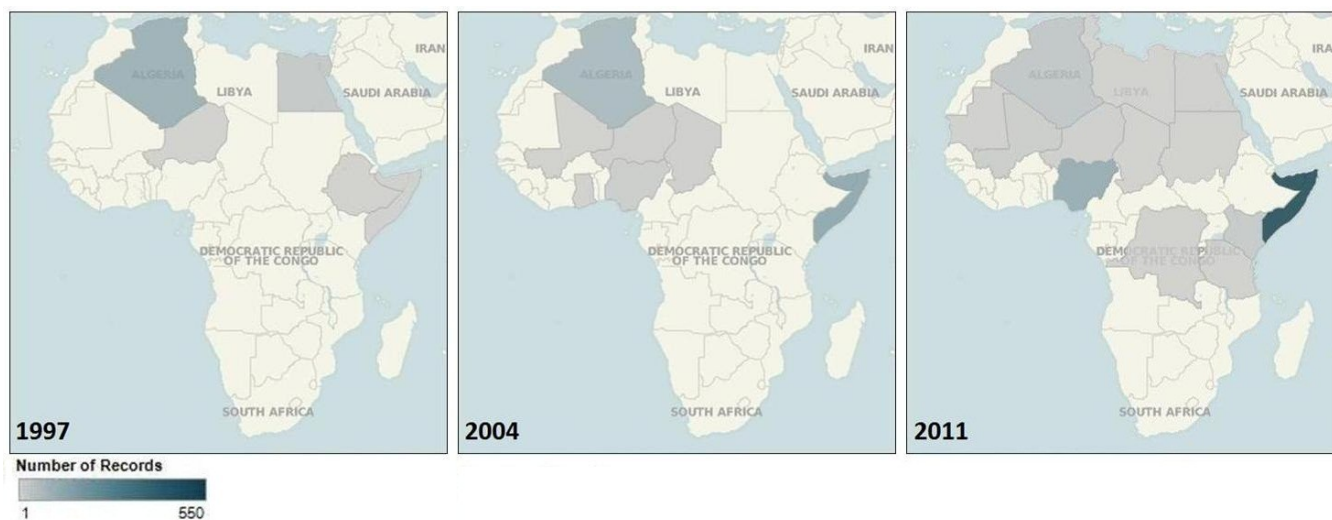 ALGERIA
LIBYA
IRAN
SAUDI ARABIA
DEMOCRATIC REPUBLIC
OF THE CONGO
SOUTH AFRICA
1997
ALGERIA
LIBYA
IRAN
SAUDI ARABIA
DEMOCRATIC REPUBLIC
OF THE CONGO
SOUTH AFRICA
2004
ALGERIA
LIBYA
IRA
SAUDI ARABIA
DEMOCRATIC REPUBLIC
OF THE CONGO
SOUTH AFRICA
2011
Number of Records
1 550